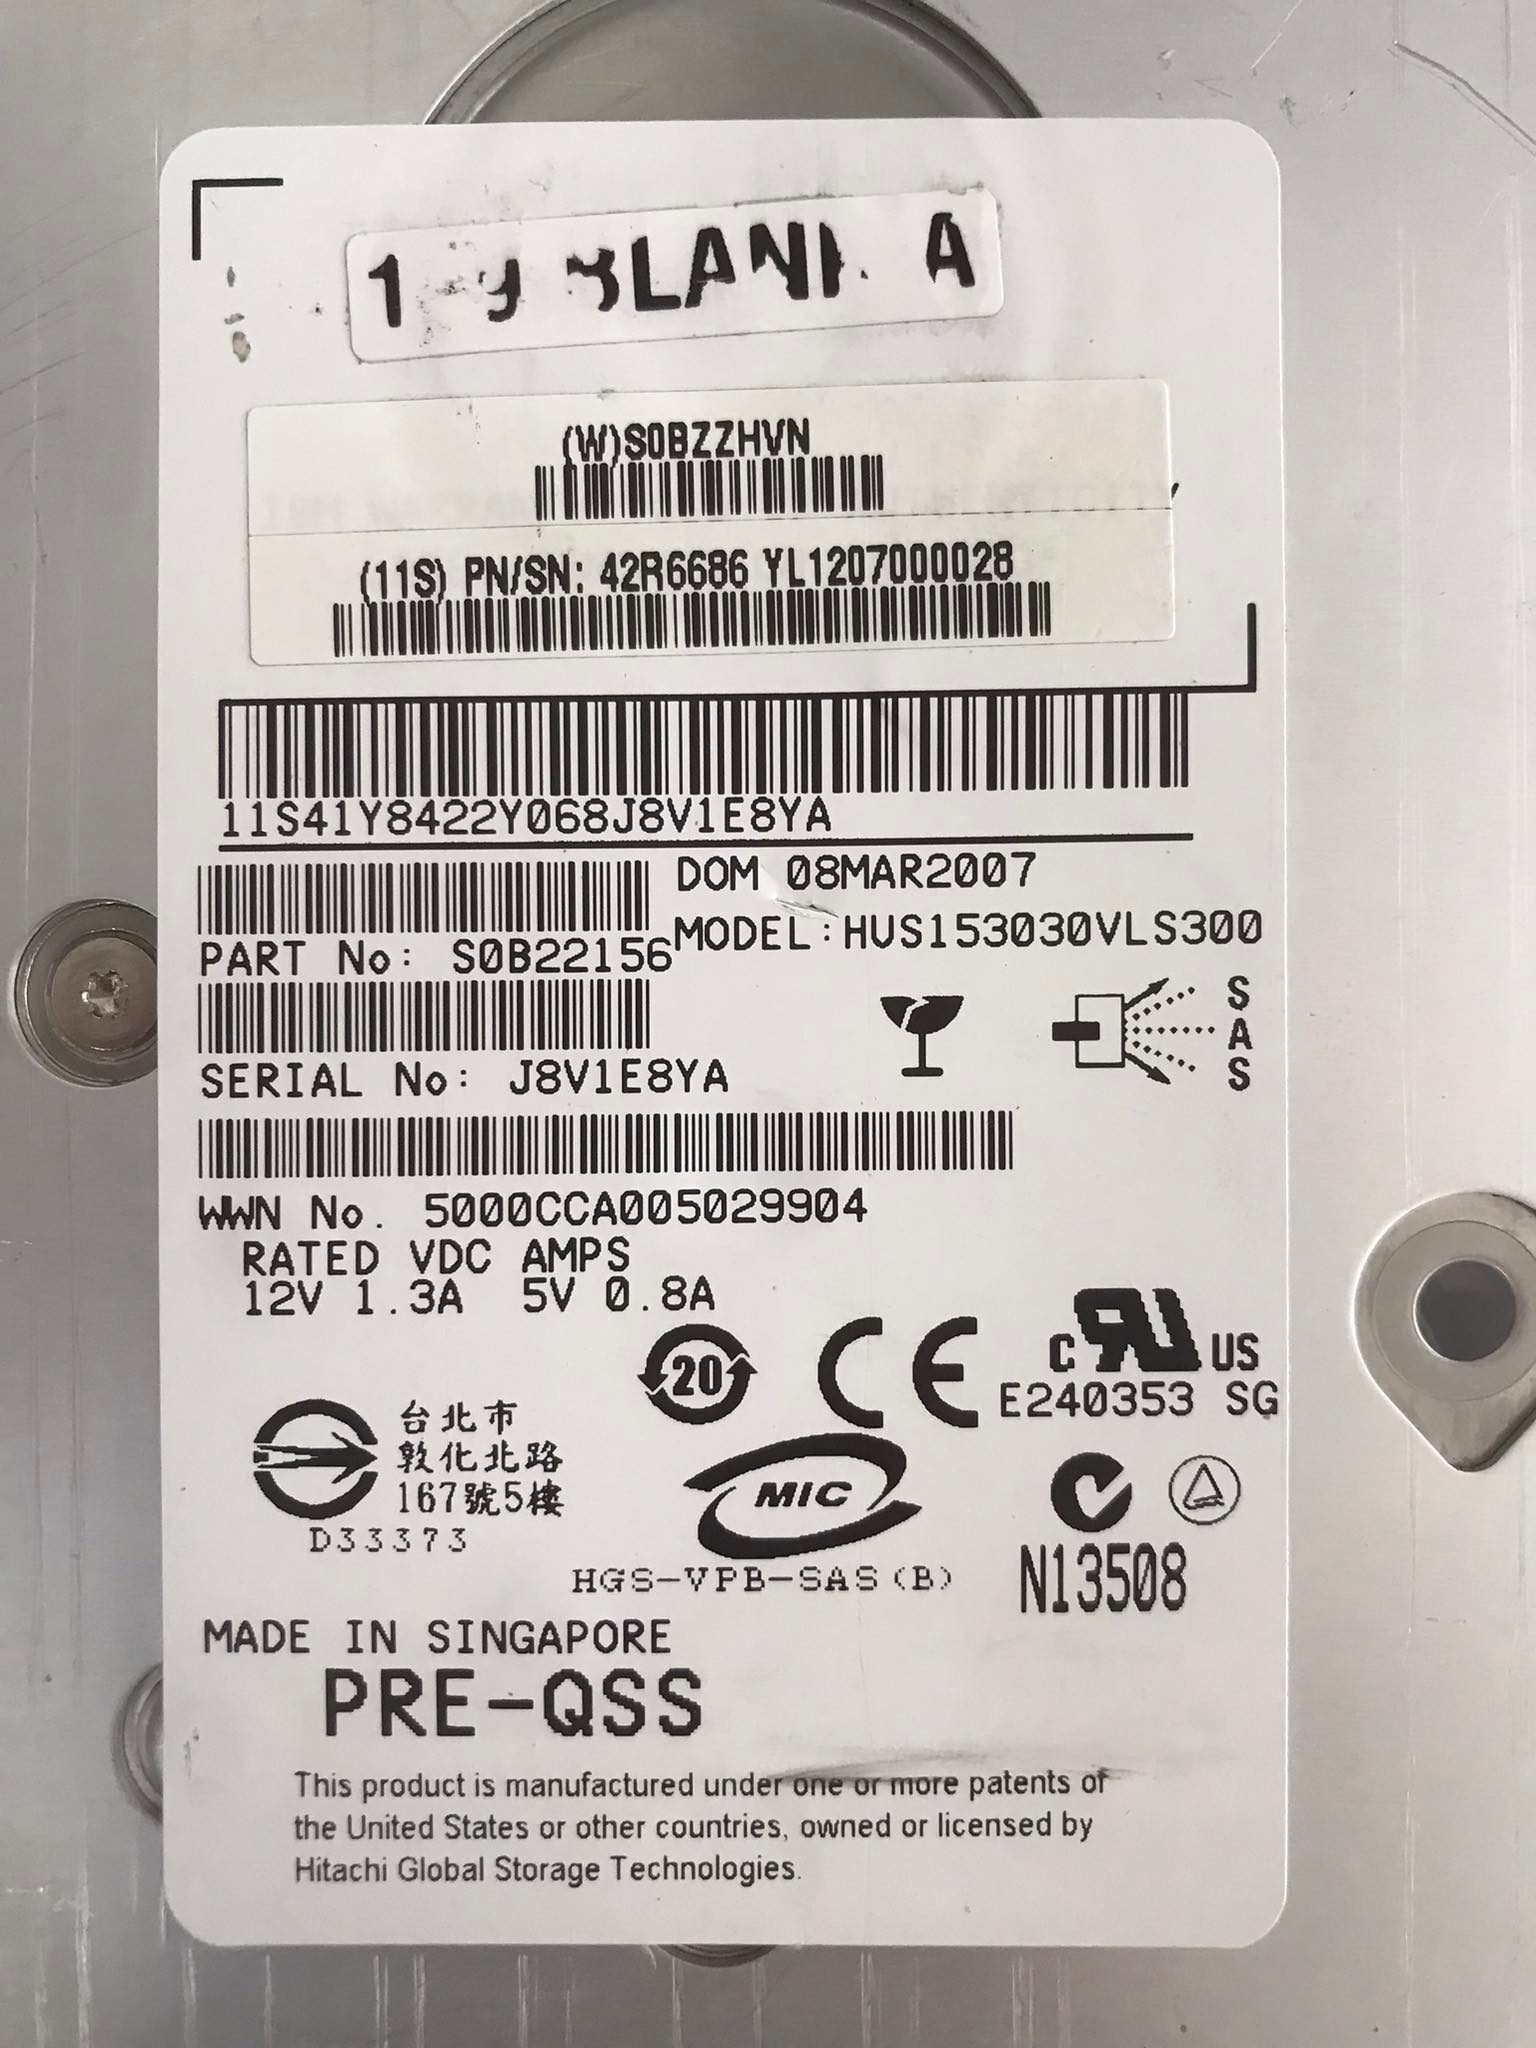 A
(W)S0BZZHVN
(11S) PN/SN: 42R6686 YL1207000028
11S41Y8422Y068J8V1E8YA
DOM 08MAR2007
MODEL:HUS153030VLS300
PART No: S0B22156
SERIAL No: J8V1E8YA
S
A
S
WWN No. 5000CCA005029904
RATED VDC AMPS
12V 1.3A 5V 0.8A
20
CE
c RU US
E240353 SG
台北市
敦化北路
167號5樓
D33373
MIC
HGS-VPB-SAS(B)
N13508
MADE IN SINGAPORE
PRE-QSS
This product is manufactured under one or more patents of
the United States or other countries, owned or licensed by
Hitachi Global Storage Technologies.